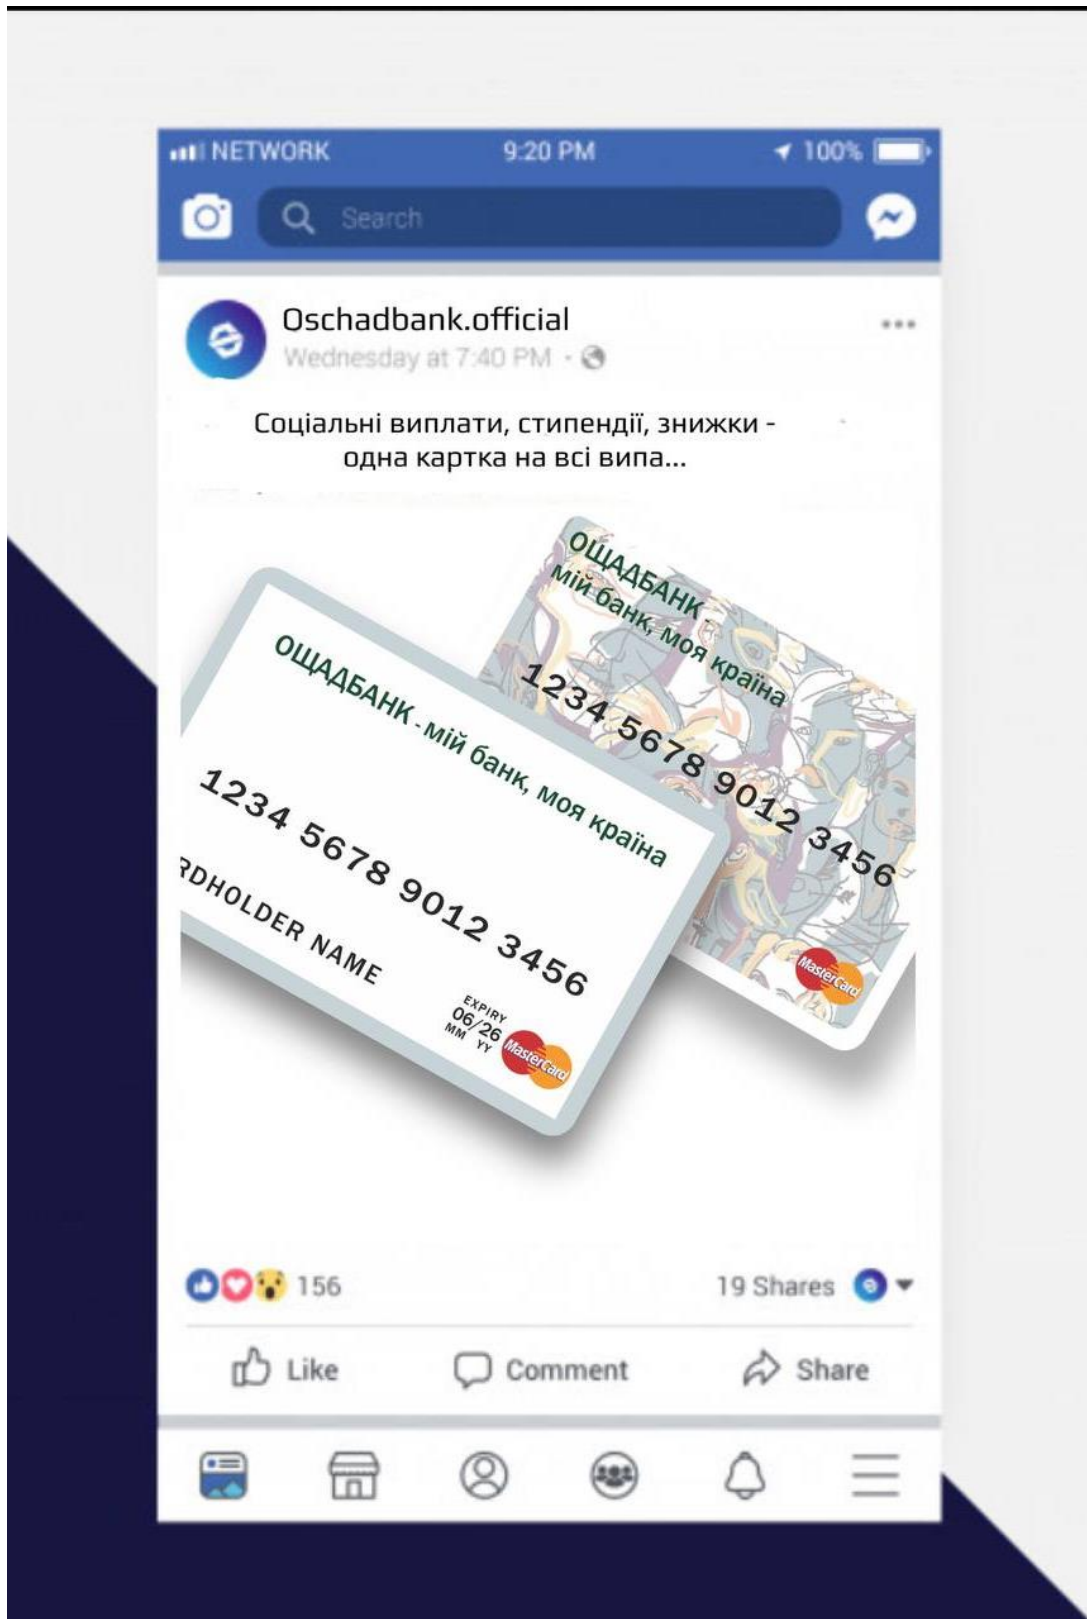 NETWORK 9:20 PM 100%
Search
Oschadbank.official
Wednesday at 7:40 PM
Соціальні виплати, стипендії, знижки -
одна картка на всі випа...
ОЩАДБАНК -
мій банк, моя країна
1234 5678 9012 3456
MasterCard
ОЩАДБАНК - мій банк, моя країна
1234 5678 9012 3456
RDHOLDER NAME
EXPIRY
06/26
MM YY
MasterCard
156
19 Shares
Like
Comment
Share